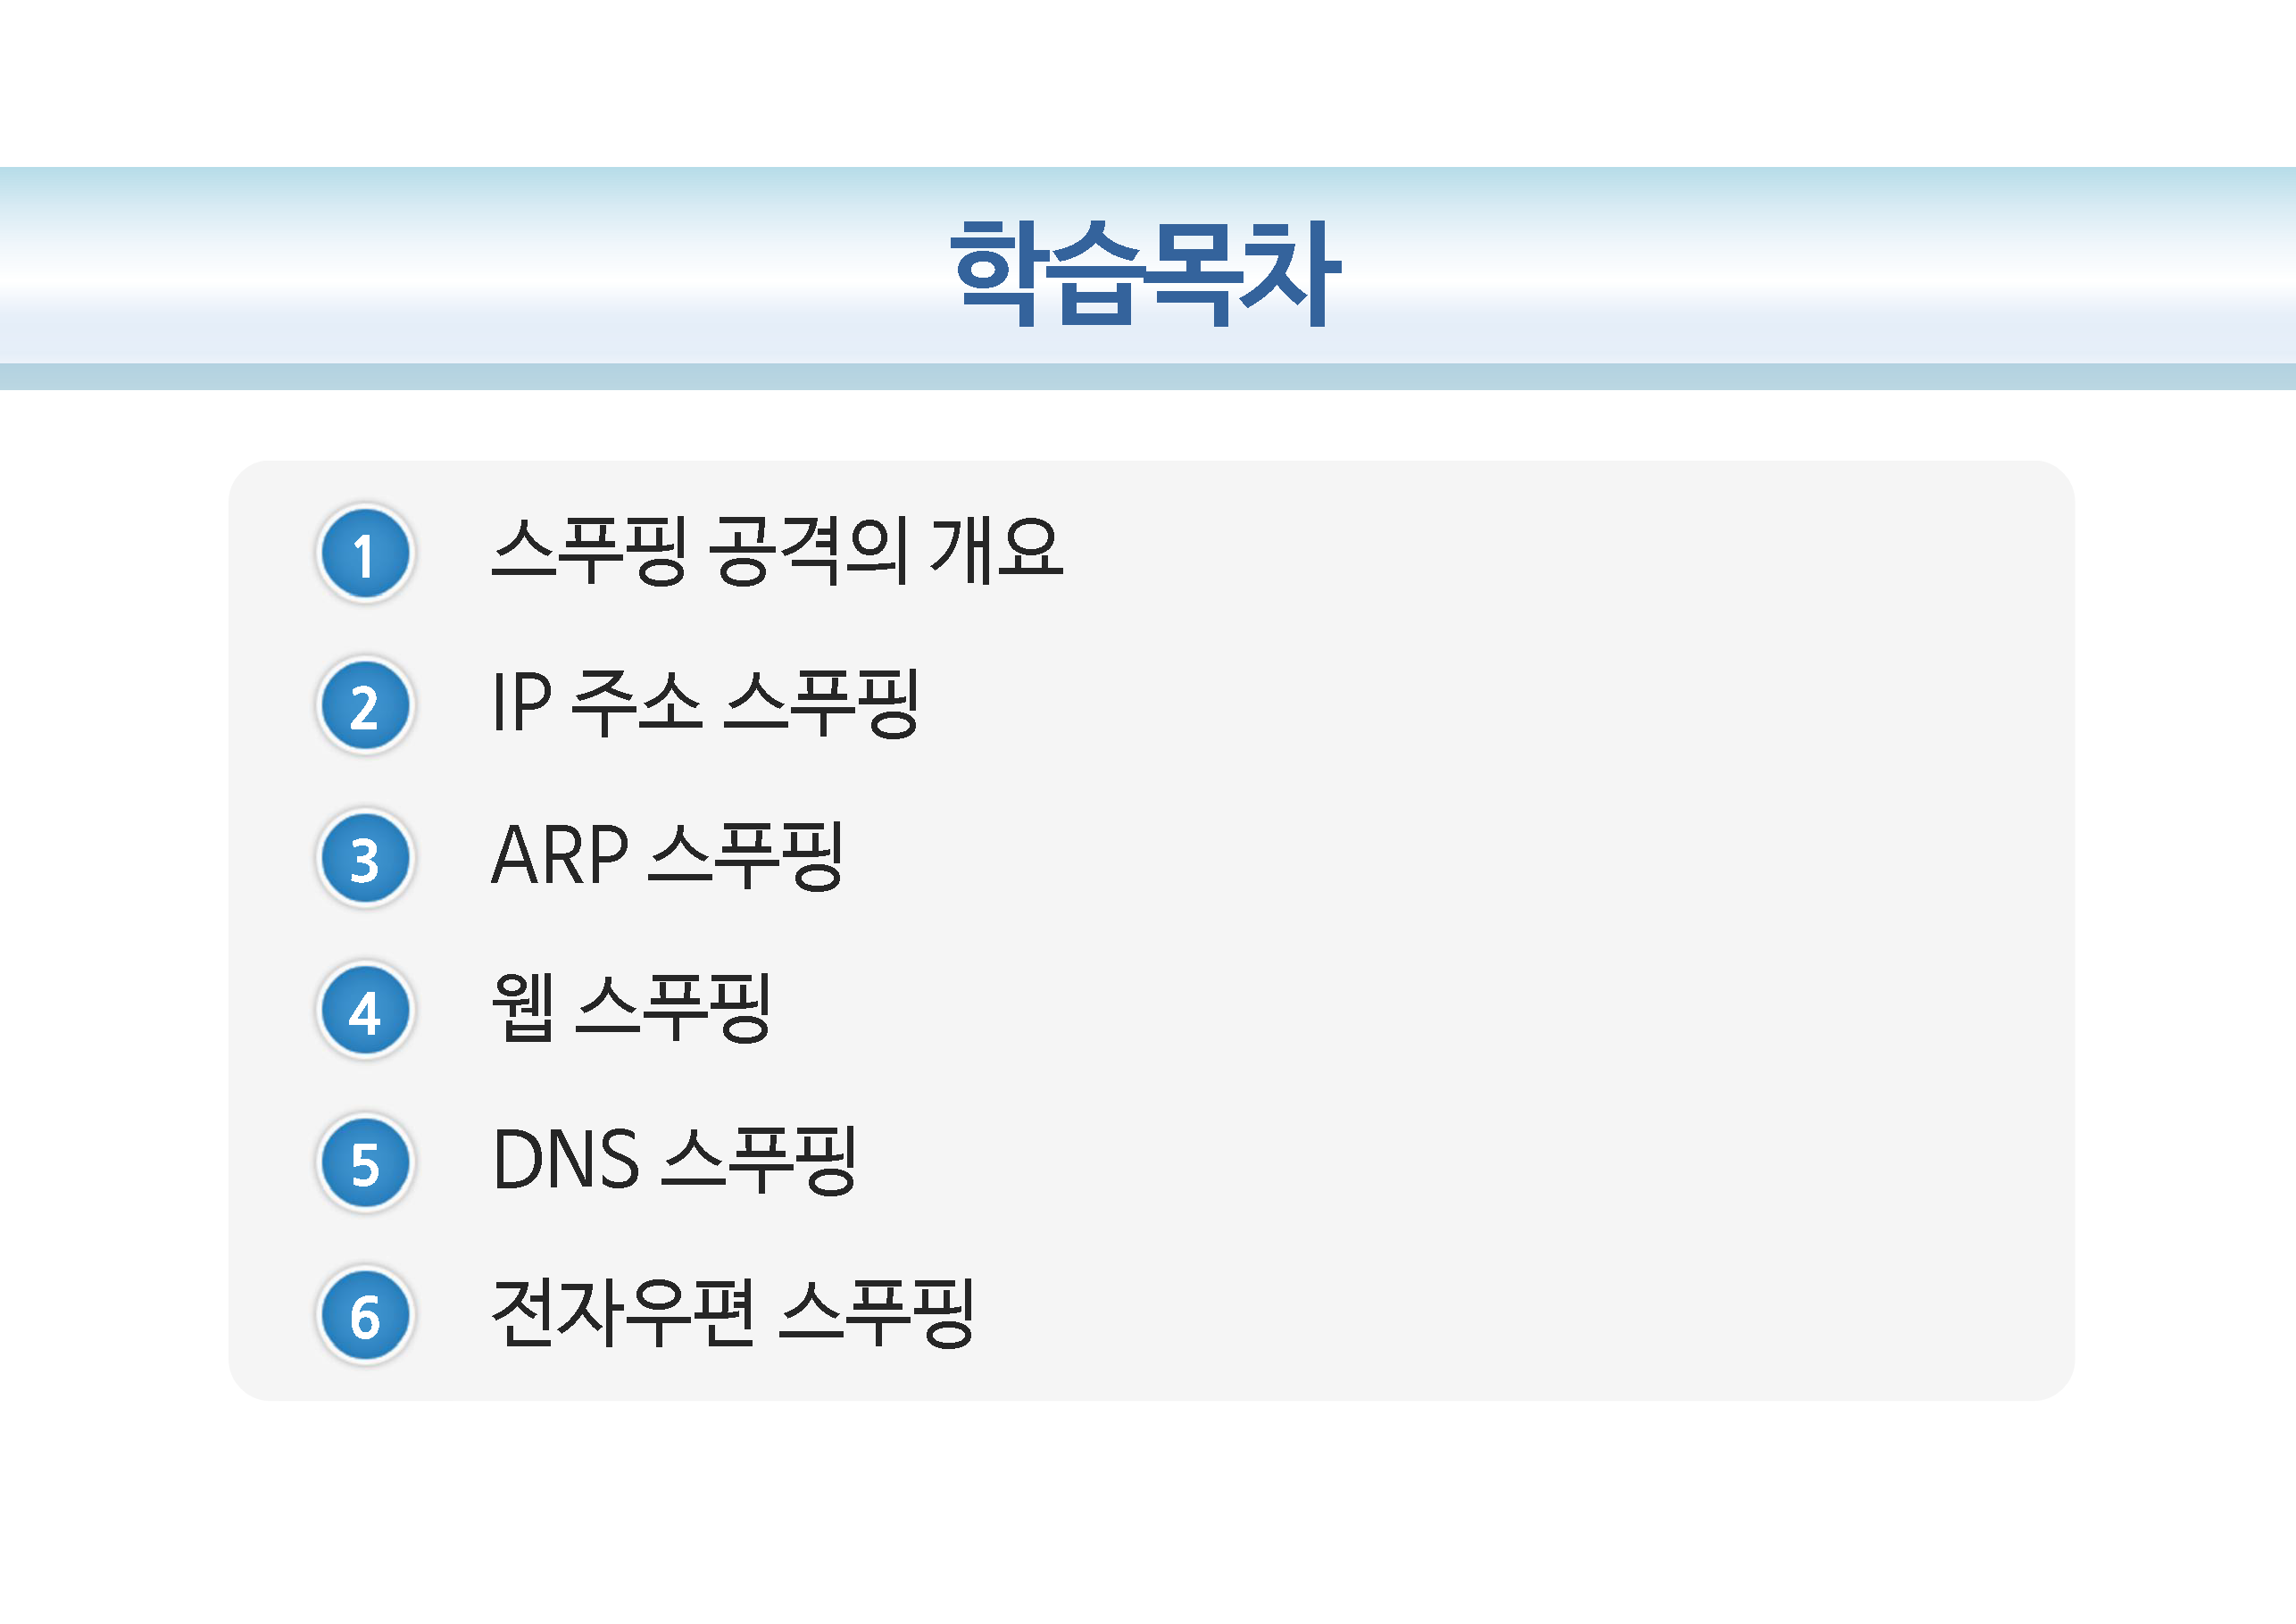 학습목차
1 스푸핑 공격의 개요
2 IP 주소 스푸핑
3 ARP 스푸핑
4 웹 스푸핑
5 DNS 스푸핑
6 전자우편 스푸핑